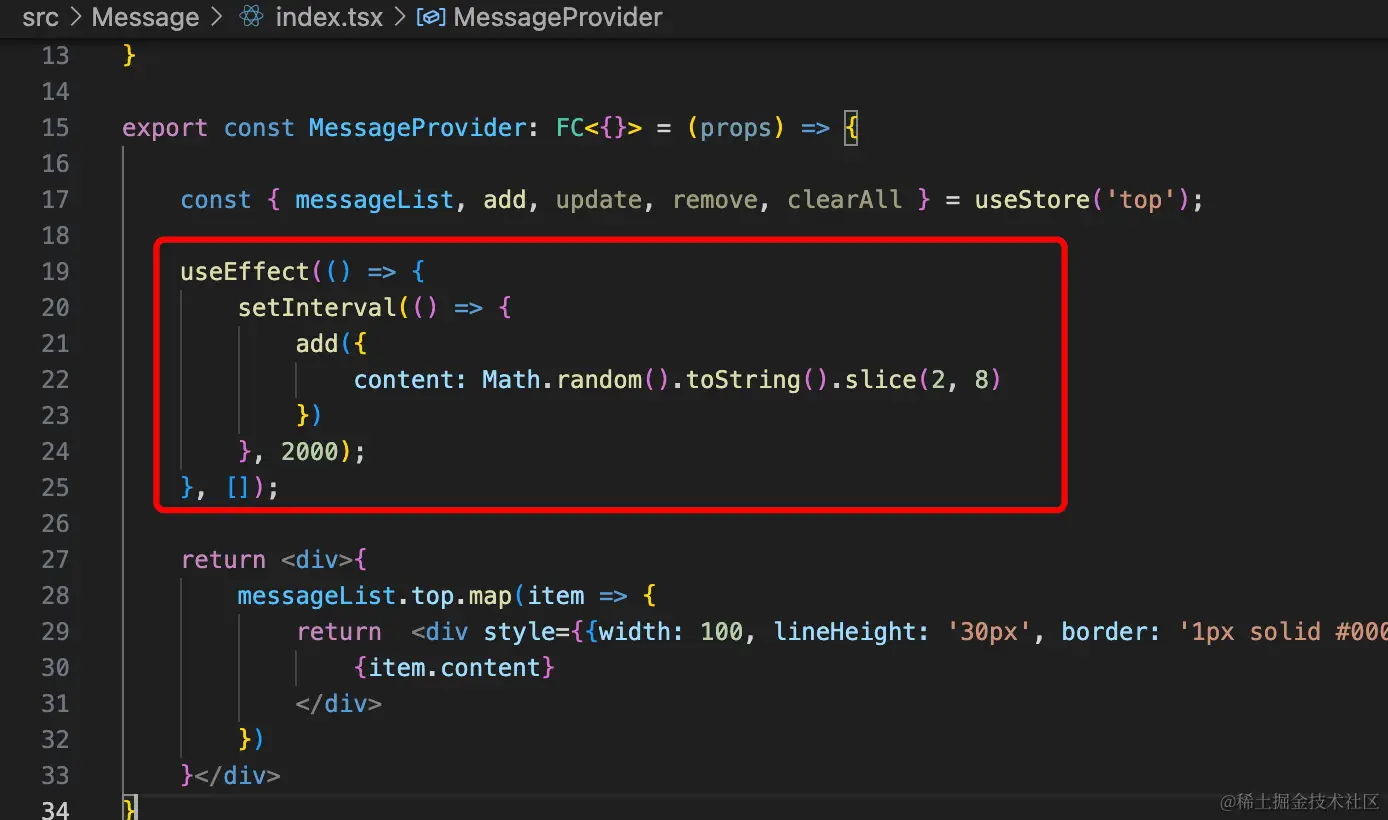 src > Message > index.tsx > MessageProvider
13 }
14
15 export const MessageProvider: FC<{}> = (props) => {
16
17 const { messageList, add, update, remove, clearAll } = useStore('top');
18
19 useEffect(() => {
20 setInterval(() => {
21 add({
22 content: Math.random().toString().slice(2, 8)
23 })
24 }, 2000);
25 }, []);
26
27 return <div>{
28 messageList.top.map(item => {
29 return <div style={{width: 100, lineHeight: '30px', border: '1px solid #000
30 {item.content}
31 </div>
32 })
33 }</div>
34 }
@稀土掘金技术社区